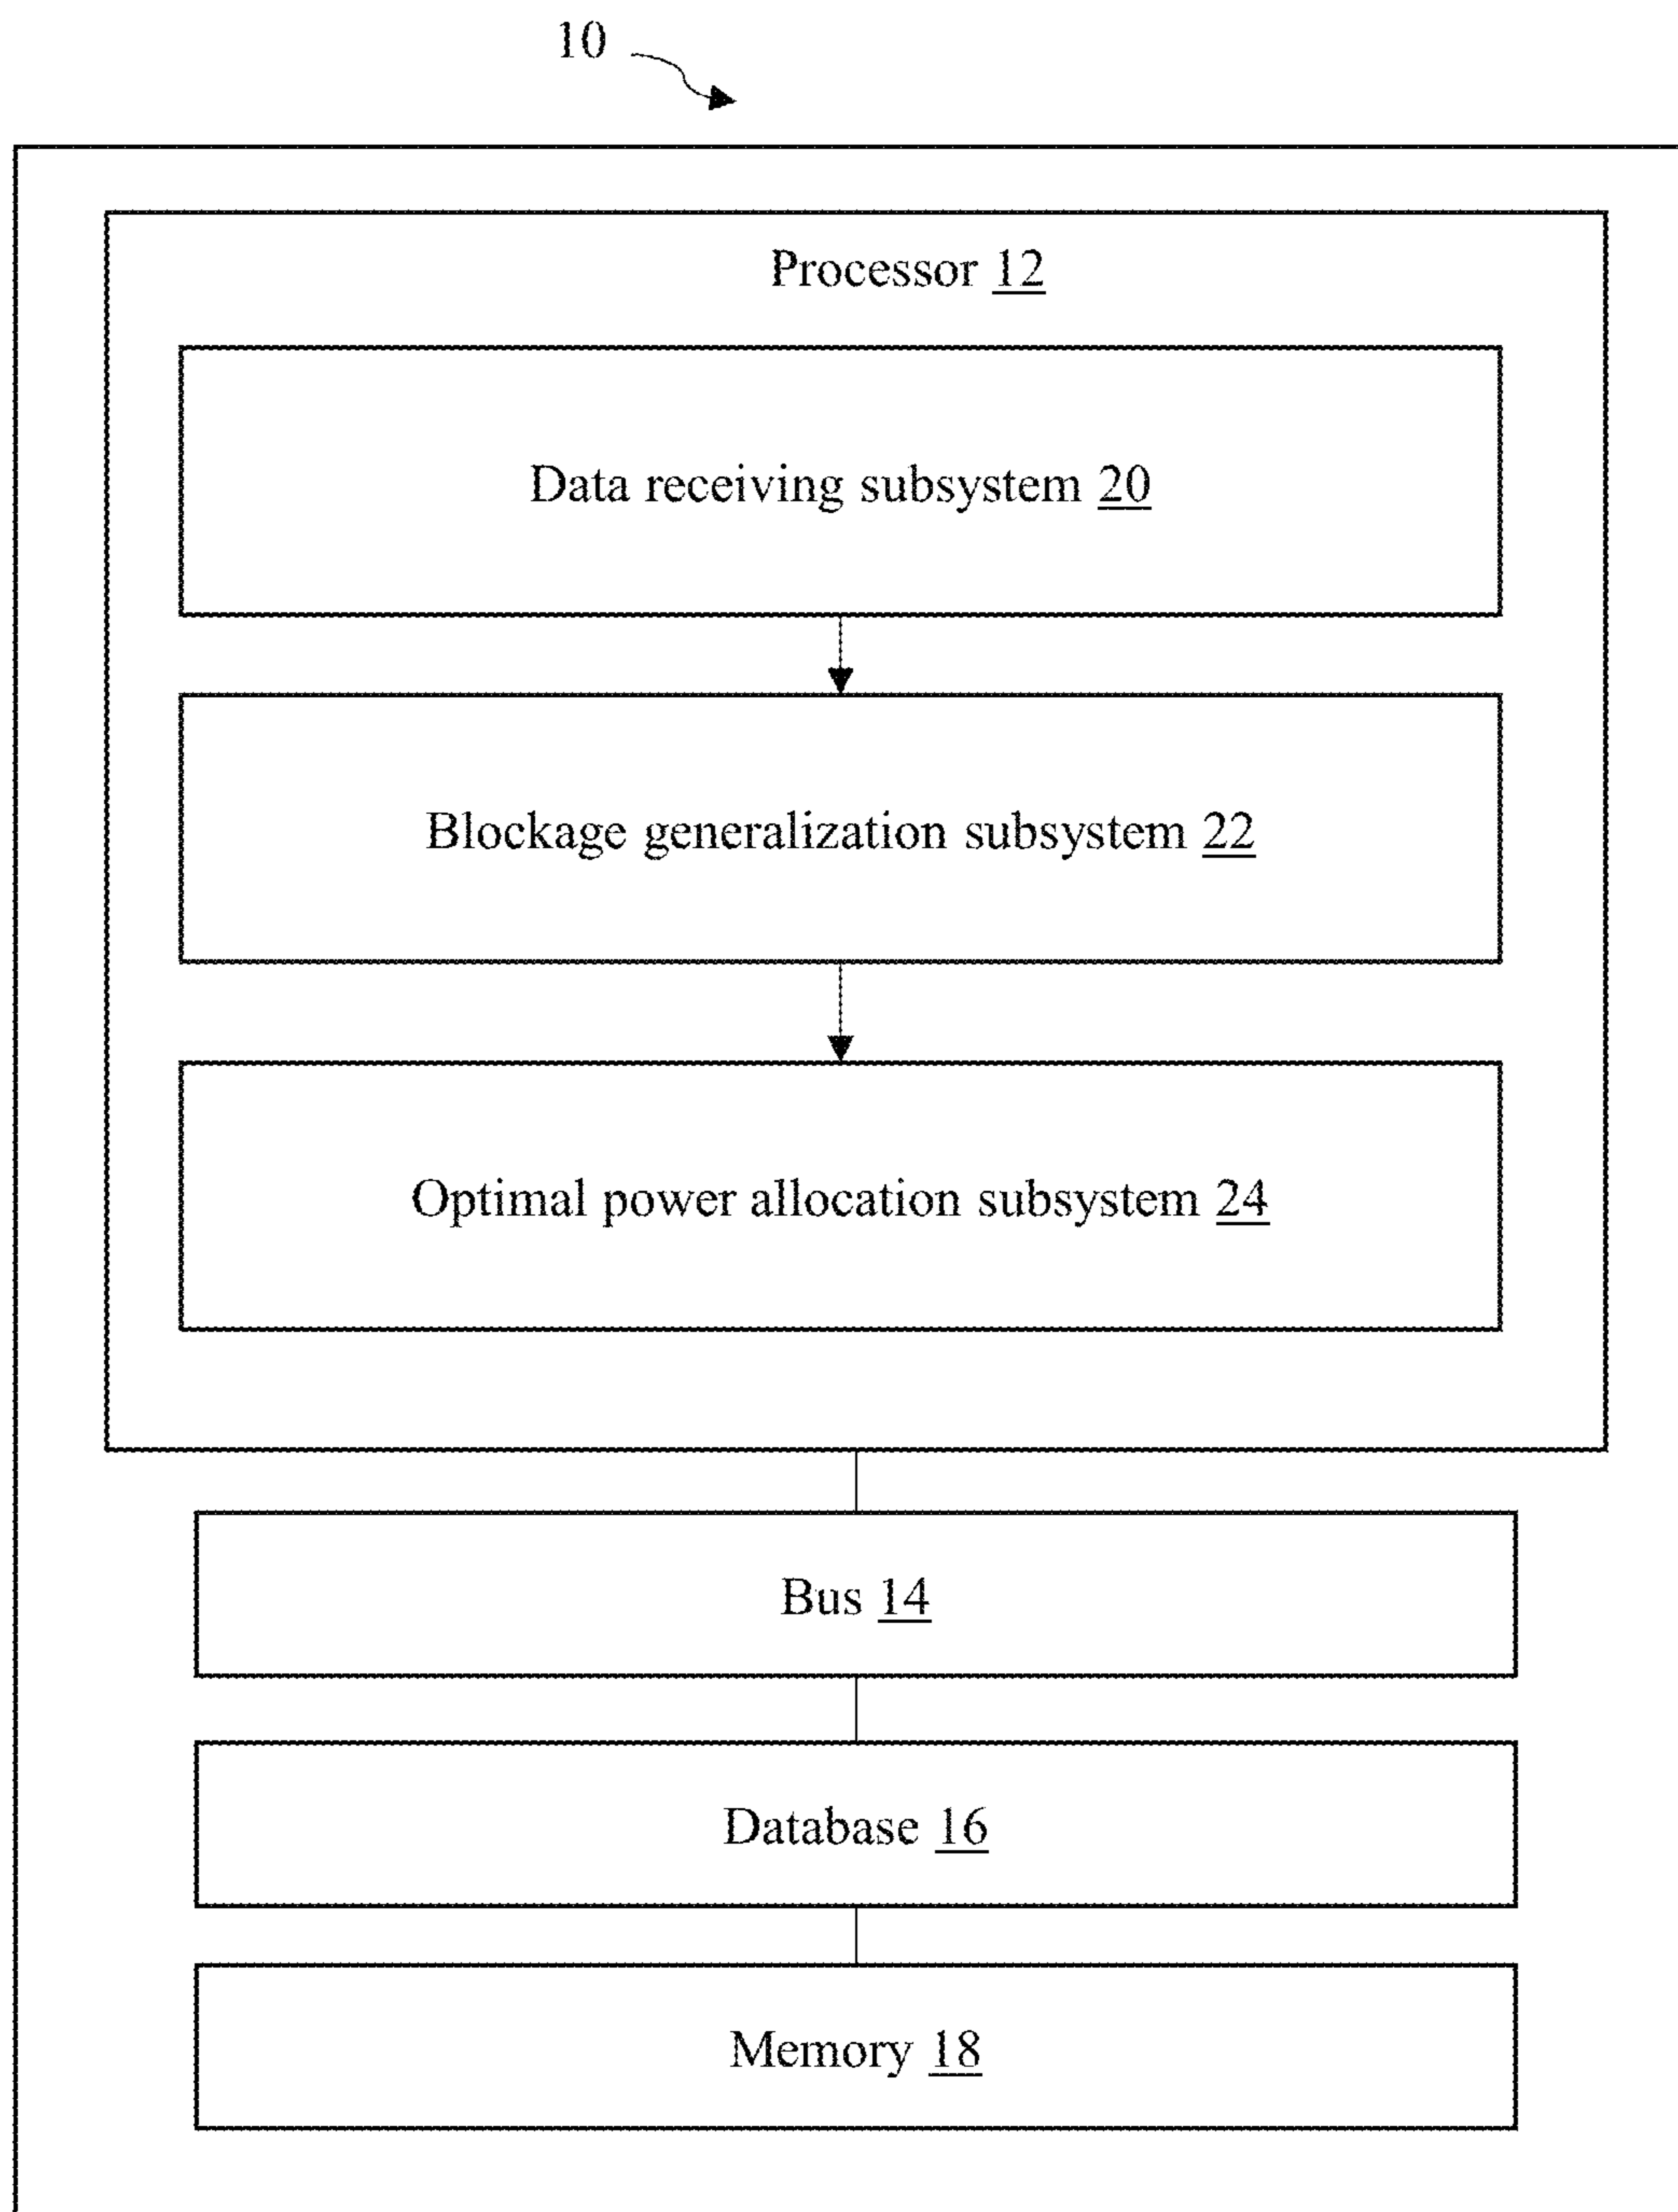 10
Processor 12
Data receiving subsystem 20
Blockage generalization subsystem 22
Optimal power allocation subsystem 24
Bus 14
Database 16
Memory 18